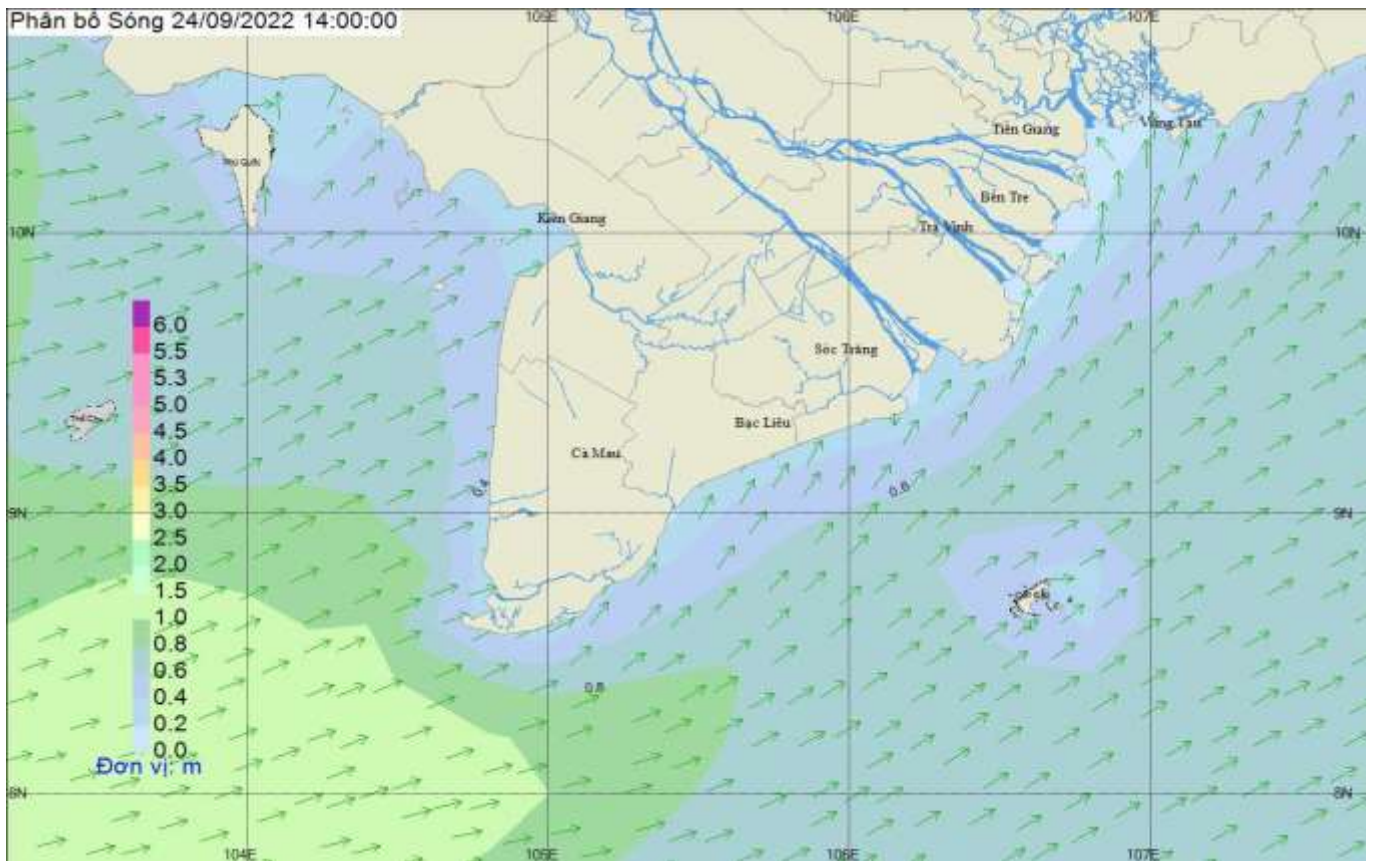 Phân bố Sóng 24/09/2022 14:00:00
105E
106E
107E
Tiền Giang
Vũng Tàu
Phú Quốc
Bến Tre
Kiên Giang
Trà Vinh
10N
10N
6.0
5.5
5.3
5.0
4.5
4.0
3.5
3.0
2.5
2.0
1.5
1.0
0.8
0.6
0.4
0.2
0.0
Đơn vị: m
Sóc Trăng
Bạc Liêu
Cà Mau
0.4
0.6
9N
9N
0.8
8N
8N
104E
105E
106E
107E